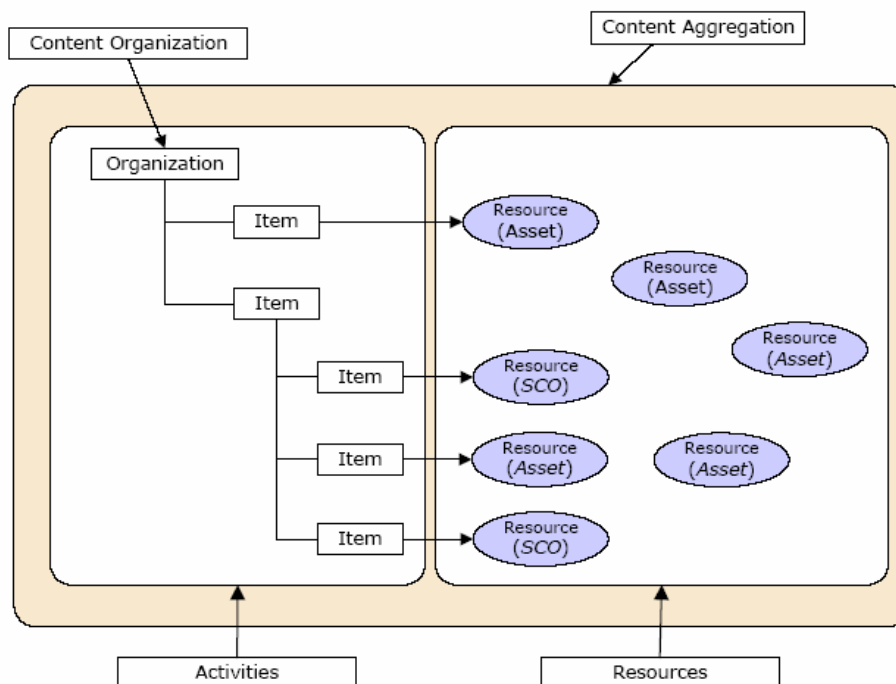 Content Organization
Content Aggregation
Organization
Item
Resource
(Asset)
Resource
(Asset)
Item
Resource
(Asset)
Item
Resource
(SCO)
Item
Resource
(Asset)
Resource
(Asset)
Item
Resource
(SCO)
Activities
Resources